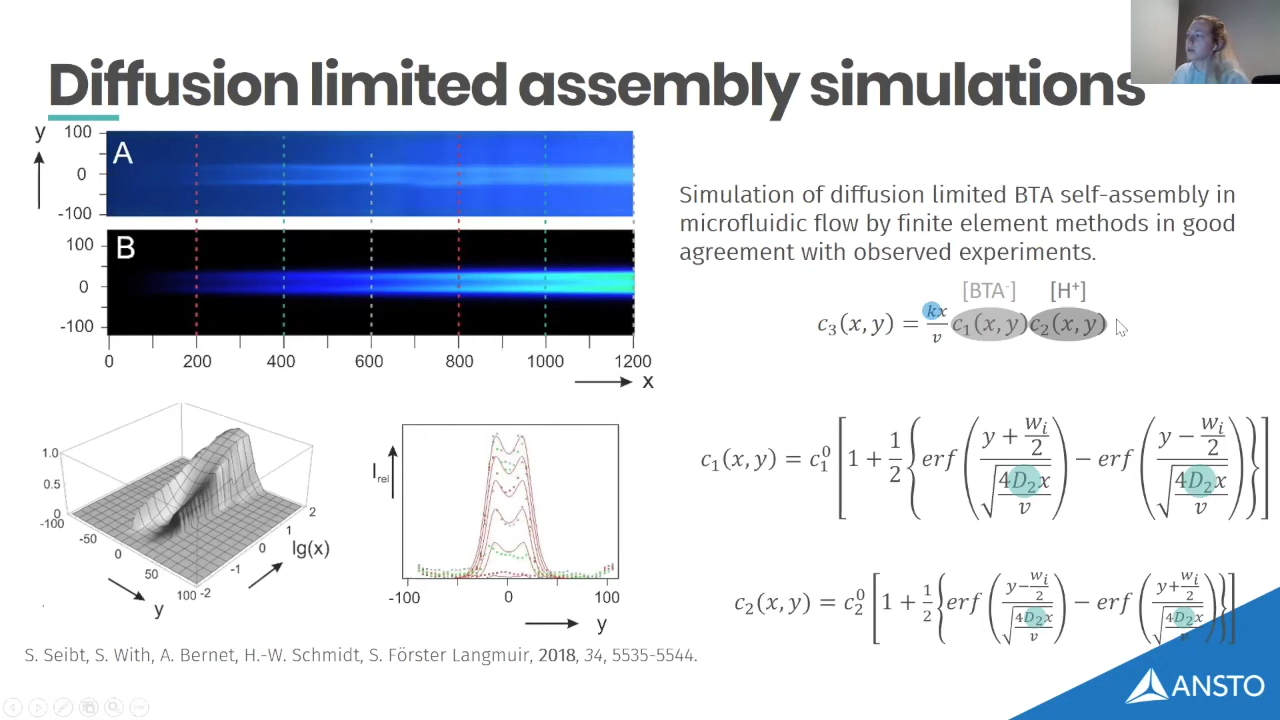 Diffusion limited assembly simulations
y
100
0
-100
A
100
0
-100
B
0 200 400 600 800 1000 1200
x
Simulation of diffusion limited BTA self-assembly in
microfluidic flow by finite element methods in good
agreement with observed experiments.
[BTA⁻] [H⁺]
c₃(x, y) = kx/v c₁(x, y)c₂(x, y)
c₁(x, y) = c₁⁰ [1 + 1/2 {erf ((y + wᵢ/2)/√(4D₂x/v)) − erf ((y − wᵢ/2)/√(4D₂x/v))}]
c₂(x, y) = c₂⁰ [1 + 1/2 {erf ((y−wᵢ/2)/√(4D₂x/v)) − erf ((y+wᵢ/2)/√(4D₂x/v))}]
1.0
0.5
0
-100
-50
0
50
100
y
-2
-1
0
1
2
lg(x)
I rel
-100 0 100
y
S. Seibt, S. With, A. Bernet, H.-W. Schmidt, S. Förster Langmuir, 2018, 34, 5535-5544.
ANSTO